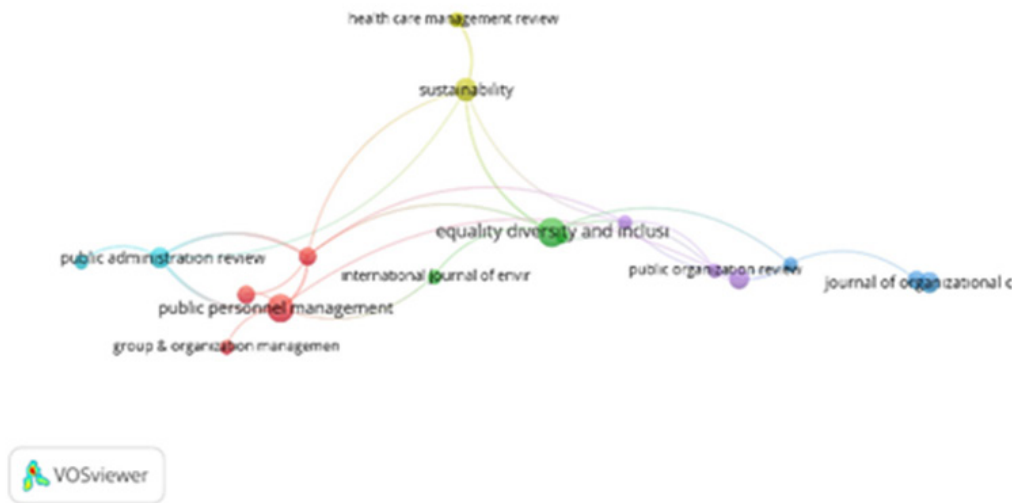 health care management review
sustainability
equality diversity and inclusi
public administration review
public organization review
international journal of envir
journal of organizational c
public personnel management
group & organization managemen
VOSviewer